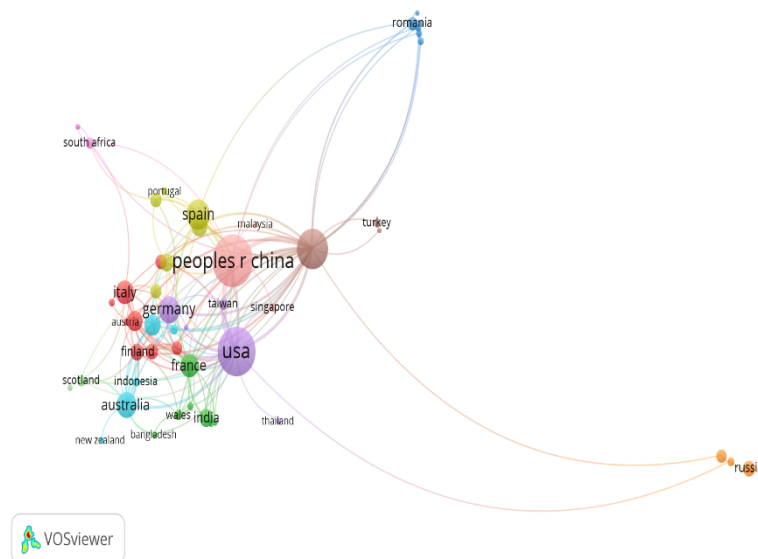 romania
south africa
portugal
spain
malaysia
turkey
peoples r china
italy
germany
taiwan
singapore
austria
finland
usa
france
scotland
indonesia
australia
wales
india
thailand
new zealand
bangladesh
russi
VOSviewer